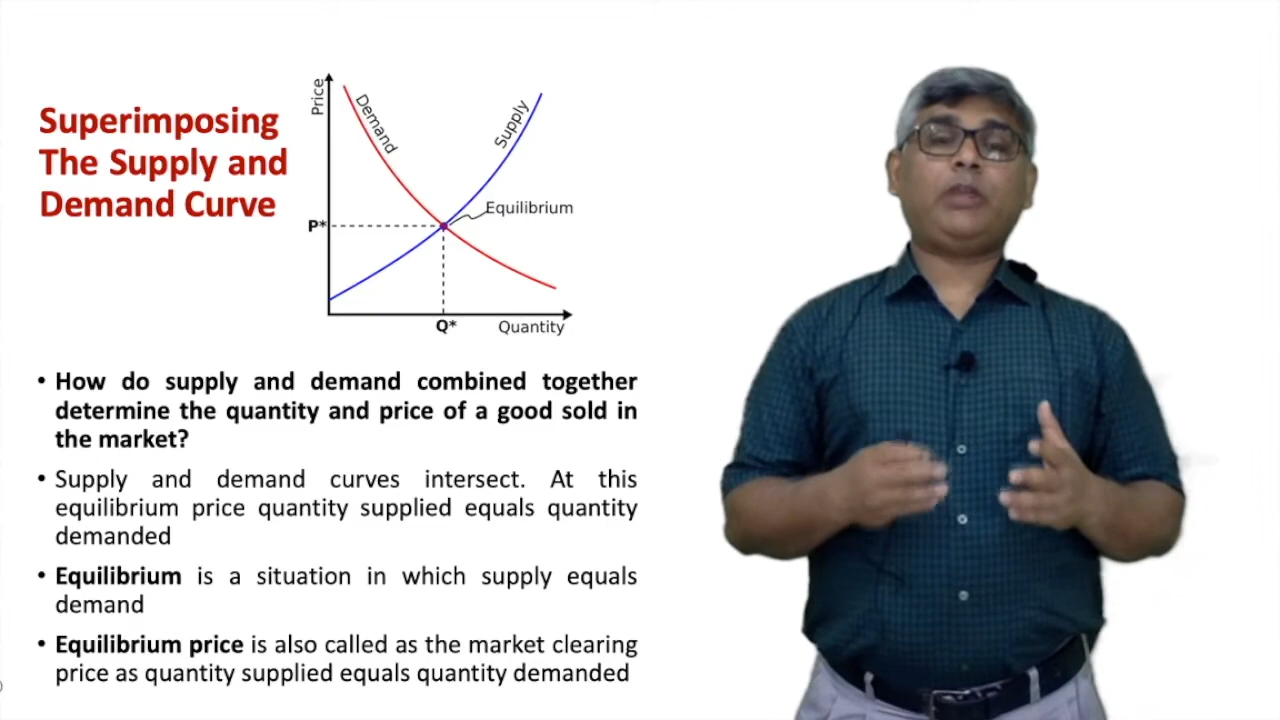 Superimposing
The Supply and
Demand Curve
Price
Demand
Supply
Equilibrium
P*
Q*
Quantity
• How do supply and demand combined together
determine the quantity and price of a good sold in
the market?
• Supply and demand curves intersect. At this
equilibrium price quantity supplied equals quantity
demanded
• Equilibrium is a situation in which supply equals
demand
• Equilibrium price is also called as the market clearing
price as quantity supplied equals quantity demanded